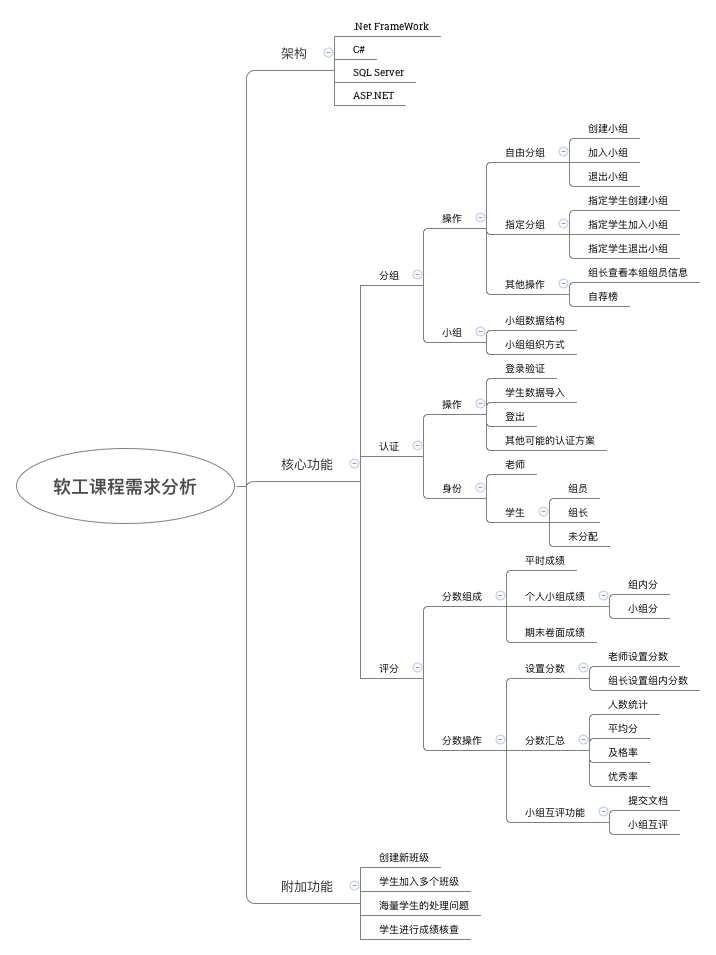 软工课程需求分析
架构
.Net FrameWork
C#
SQL Server
ASP.NET
核心功能
分组
操作
自由分组
创建小组
加入小组
退出小组
指定分组
指定学生创建小组
指定学生加入小组
指定学生退出小组
其他操作
组长查看本组组员信息
自荐榜
小组
小组数据结构
小组组织方式
认证
操作
登录验证
学生数据导入
登出
其他可能的认证方案
身份
老师
学生
组员
组长
未分配
评分
分数组成
平时成绩
个人小组成绩
组内分
小组分
期末卷面成绩
分数操作
设置分数
老师设置分数
组长设置组内分数
分数汇总
人数统计
平均分
及格率
优秀率
小组互评功能
提交文档
小组互评
附加功能
创建新班级
学生加入多个班级
海量学生的处理问题
学生进行成绩核查